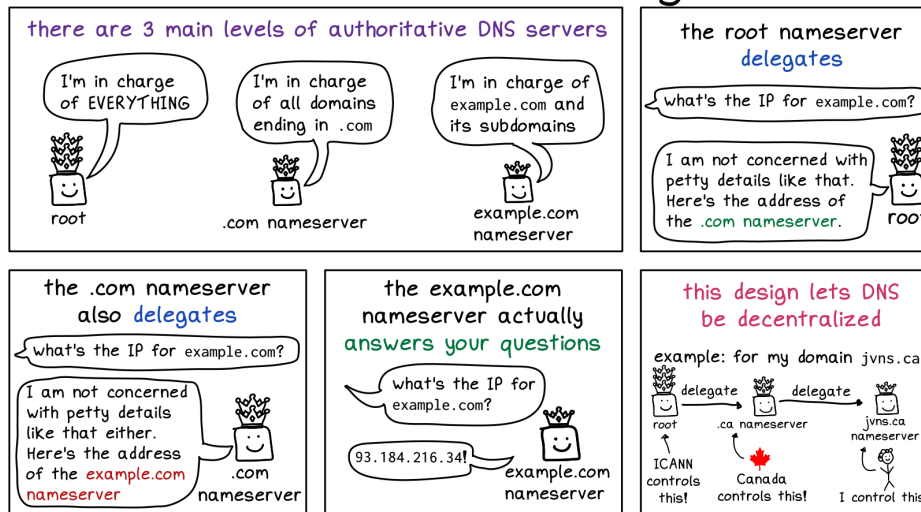 there are 3 main levels of authoritative DNS servers
I'm in charge
of EVERYTHING
root
I'm in charge
of all domains
ending in .com
.com nameserver
I'm in charge of
example.com and
its subdomains
example.com
nameserver
the root nameserver
delegates
what's the IP for example.com?
I am not concerned with
petty details like that.
Here's the address of
the .com nameserver.
root
the .com nameserver
also delegates
what's the IP for example.com?
I am not concerned
with petty details
like that either.
Here's the address
of the example.com
nameserver
.com
nameserver
the example.com
nameserver actually
answers your questions
what's the IP for
example.com?
93.184.216.34!
example.com
nameserver
this design lets DNS
be decentralized
example: for my domain jvns.ca
delegate
delegate
root
.ca nameserver
jvns.ca
nameserver
ICANN
controls
this!
Canada
controls this!
I control this